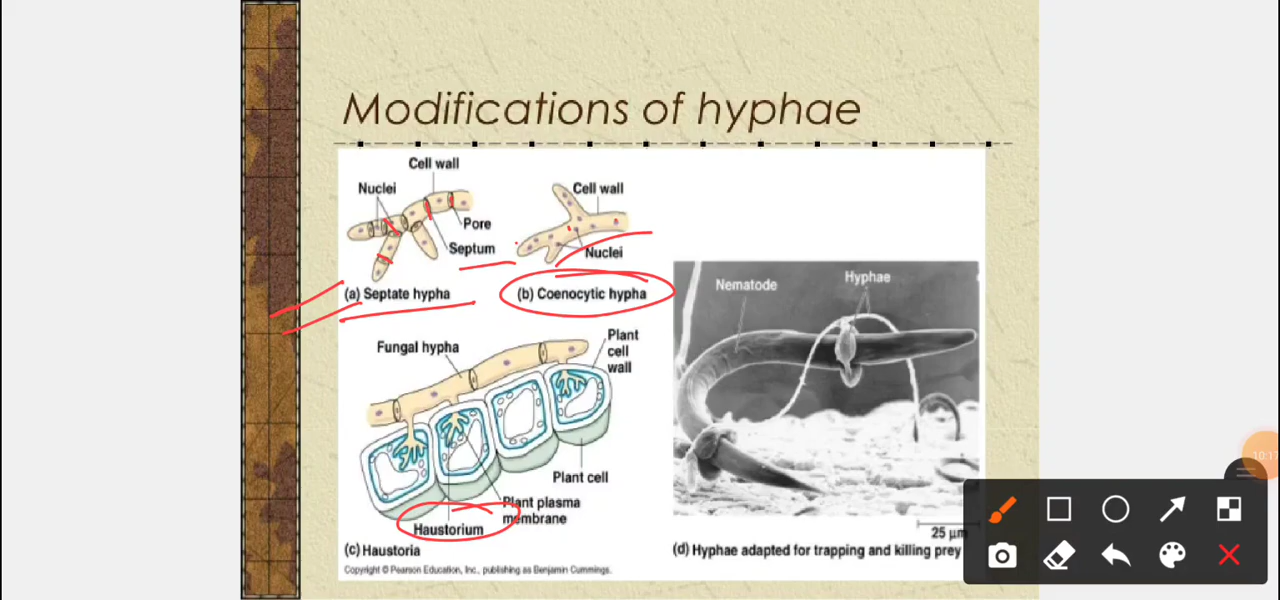 Modifications of hyphae
Cell wall
Nuclei
Pore
Septum
(a) Septate hypha
Cell wall
Nuclei
(b) Coenocytic hypha
Fungal hypha
Plant
cell
wall
Plant cell
Plant plasma
membrane
Haustorium
(c) Haustoria
Nematode
Hyphae
25 µm
(d) Hyphae adapted for trapping and killing prey
Copyright © Pearson Education, Inc., publishing as Benjamin Cummings.